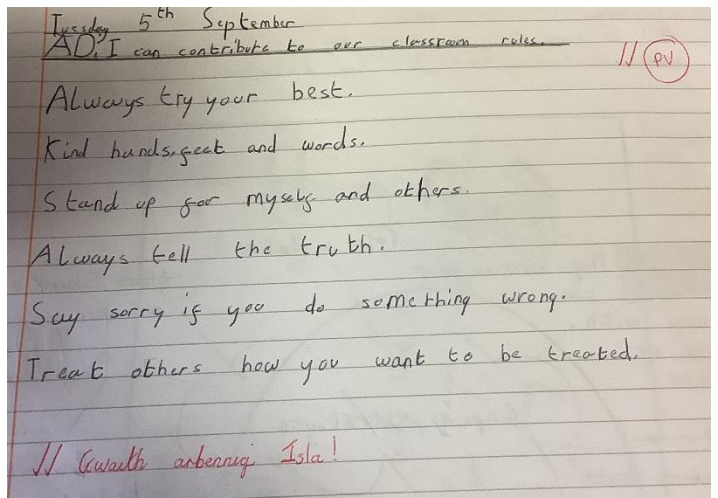 Tuesday 5th September
AD: I can contribute to our classroom rules.
// PV
Always try your best.
Kind hands, feet and words.
Stand up for myself and others.
Always tell the truth.
Say sorry if you do something wrong.
Treat others how you want to be treated.
// Gwaith arbennig Isla!